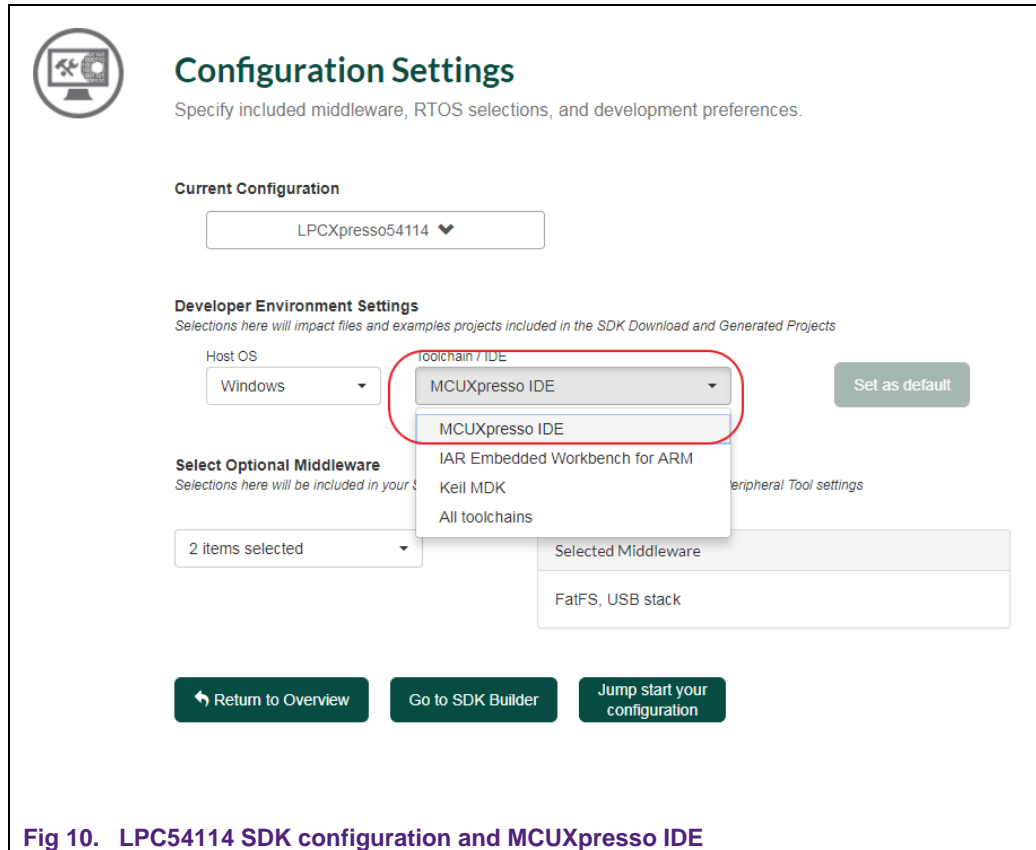 Configuration Settings
Specify included middleware, RTOS selections, and development preferences.
Current Configuration
LPCXpresso54114
Developer Environment Settings
Selections here will impact files and examples projects included in the SDK Download and Generated Projects
Host OS
Toolchain / IDE
Windows
MCUXpresso IDE
Set as default
MCUXpresso IDE
IAR Embedded Workbench for ARM
Keil MDK
All toolchains
Select Optional Middleware
Selections here will be included in your eripheral Tool settings
2 items selected
Selected Middleware
FatFS, USB stack
Return to Overview
Go to SDK Builder
Jump start your
configuration
Fig 10. LPC54114 SDK configuration and MCUXpresso IDE